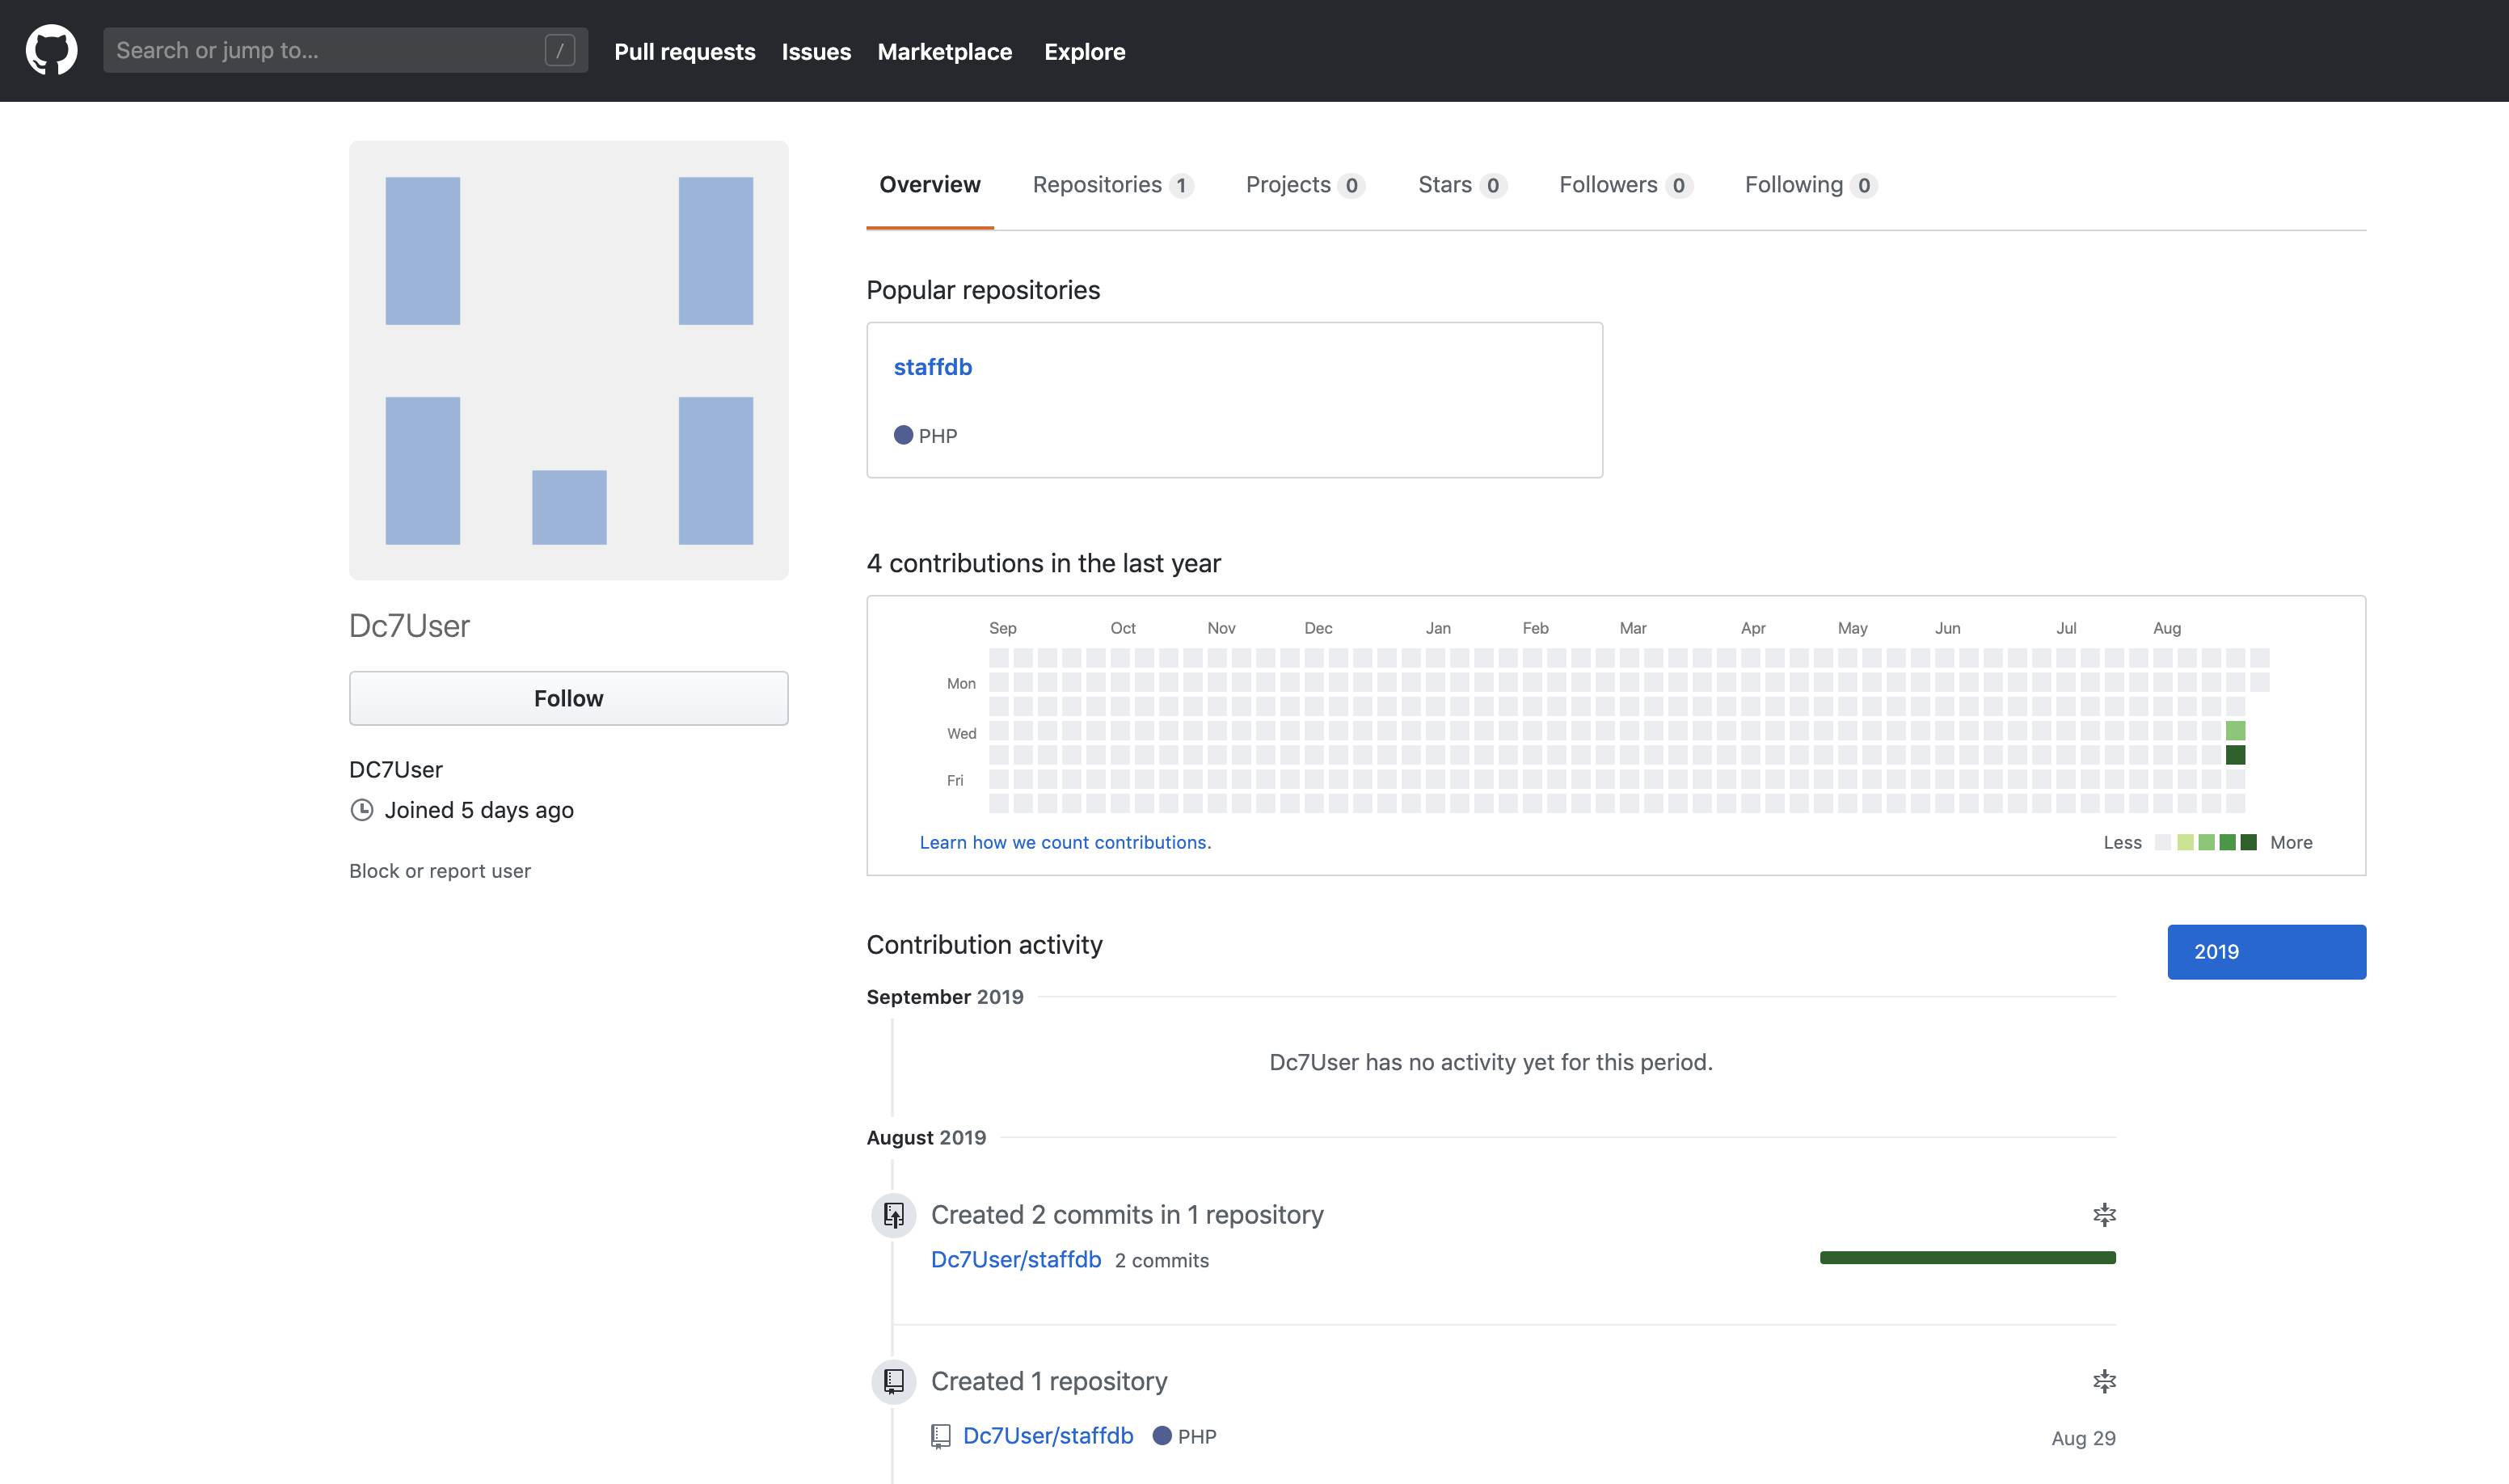 Search or jump to... /
Pull requests Issues Marketplace Explore
Overview Repositories 1 Projects 0 Stars 0 Followers 0 Following 0
Popular repositories
staffdb
PHP
Dc7User
Follow
DC7User
Joined 5 days ago
Block or report user
4 contributions in the last year
Sep Oct Nov Dec Jan Feb Mar Apr May Jun Jul Aug
Mon
Wed
Fri
Learn how we count contributions. Less More
Contribution activity
2019
September 2019
Dc7User has no activity yet for this period.
August 2019
Created 2 commits in 1 repository
Dc7User/staffdb 2 commits
Created 1 repository
Dc7User/staffdb PHP Aug 29